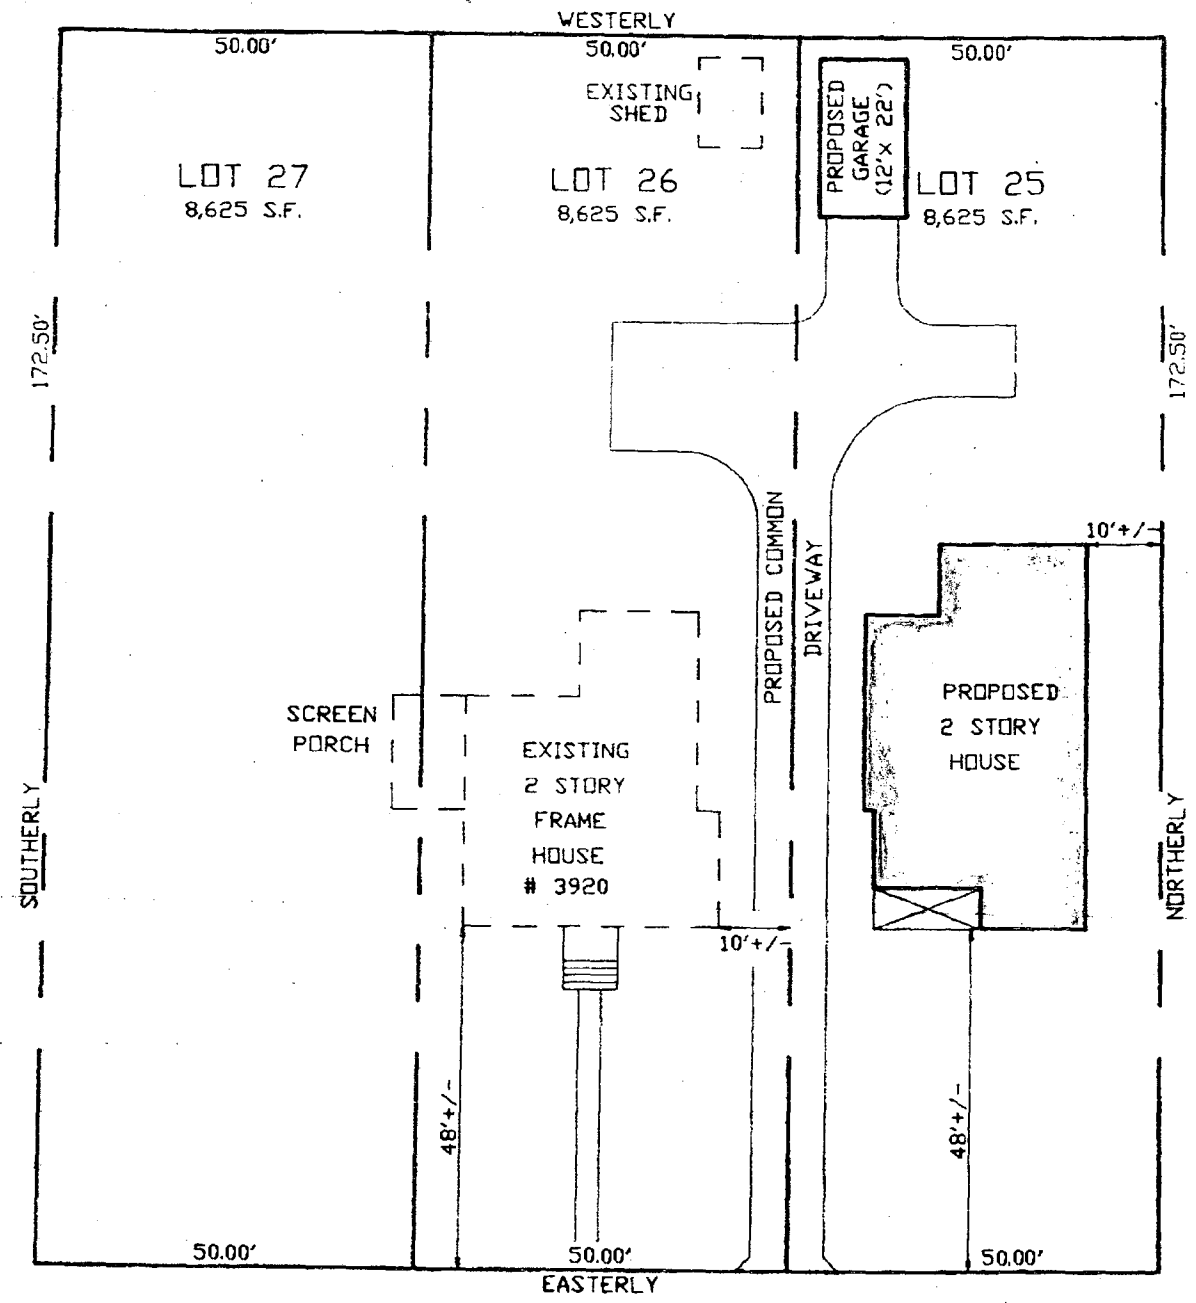 WESTERLY
50.00'
50.00'
50.00'
EXISTING
SHED
PROPOSED
GARAGE
(12'x 22')
LOT 27
8,625 S.F.
LOT 26
8,625 S.F.
LOT 25
8,625 S.F.
172.50'
172.50'
PROPOSED COMMON
DRIVEWAY
10'+/-
SCREEN
PORCH
EXISTING
2 STORY
FRAME
HOUSE
# 3920
PROPOSED
2 STORY
HOUSE
SOUTHERLY
NORTHERLY
10'+/-
48'+/-
48'+/-
50.00'
50.00'
50.00'
EASTERLY